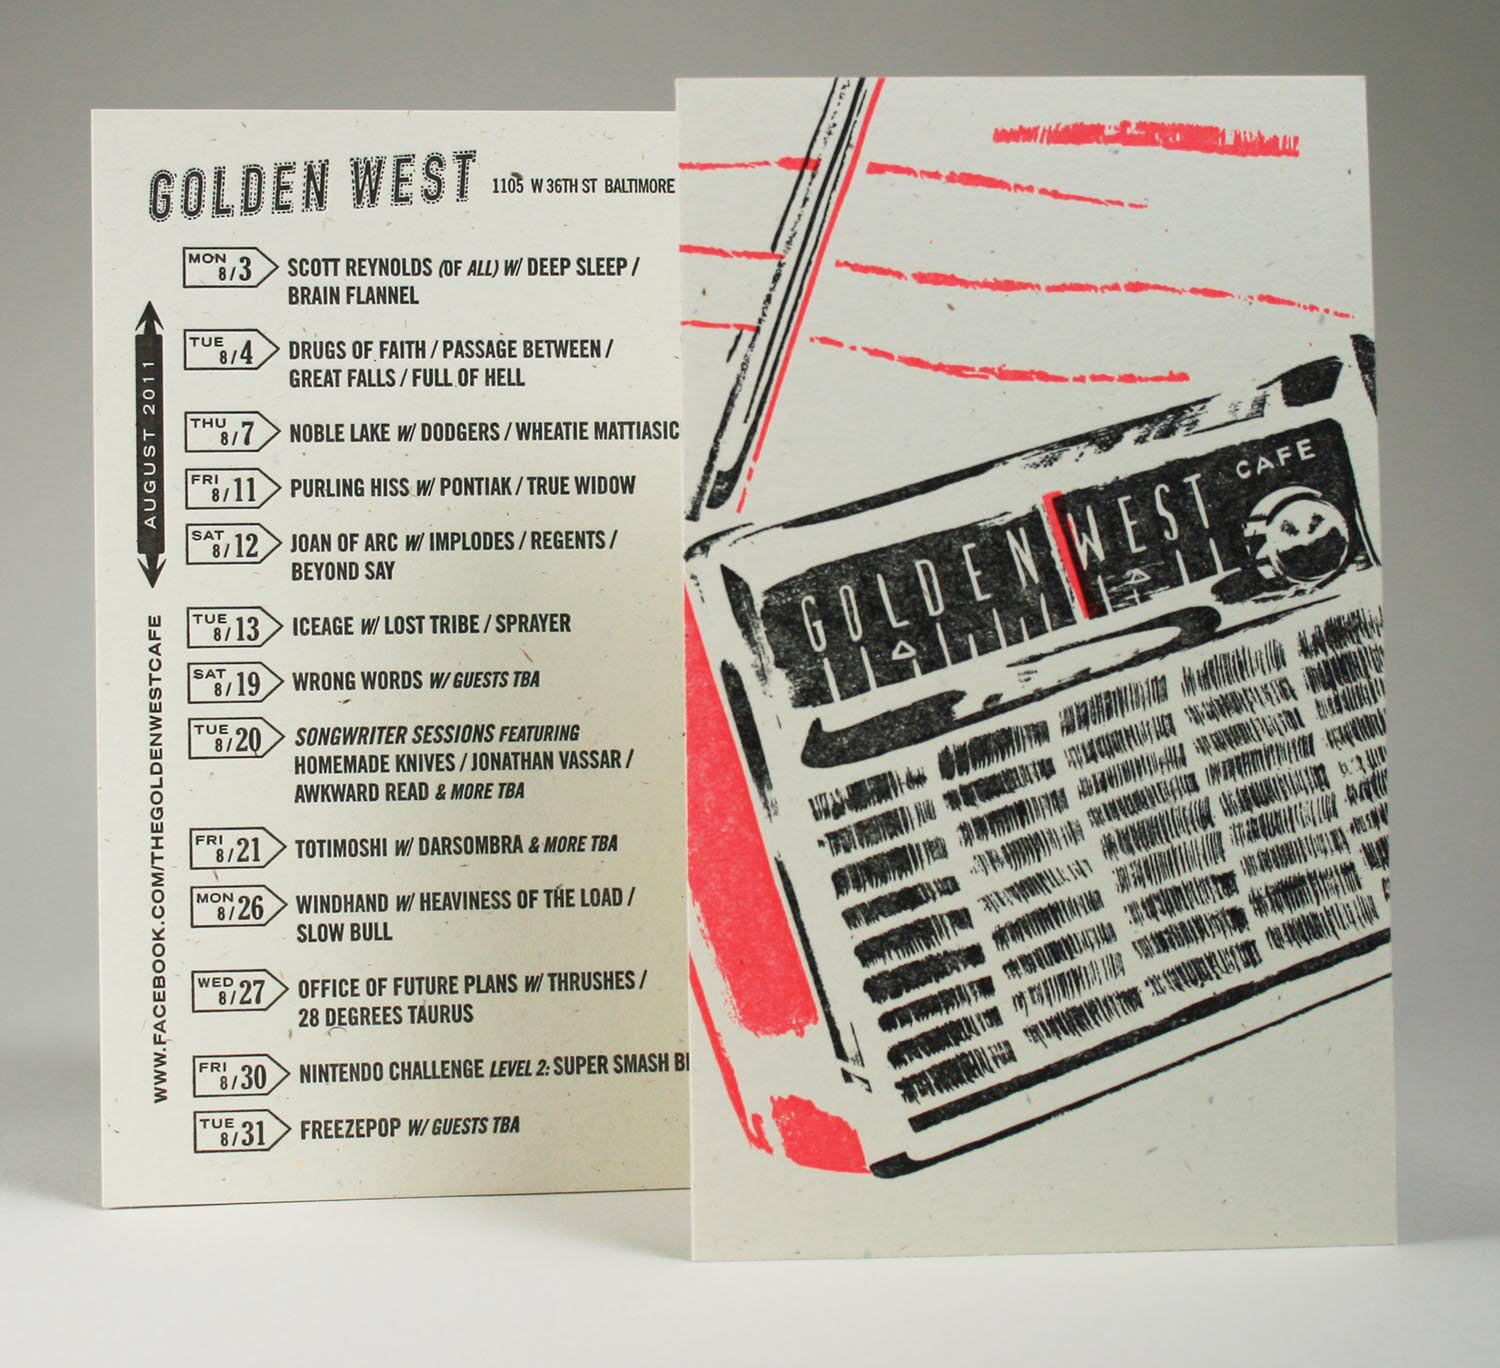 GOLDEN WEST 1105 W 36TH ST BALTIMORE
MON 8/3 SCOTT REYNOLDS (OF ALL) W/ DEEP SLEEP /
BRAIN FLANNEL
TUE 8/4 DRUGS OF FAITH / PASSAGE BETWEEN /
GREAT FALLS / FULL OF HELL
THU 8/7 NOBLE LAKE W/ DODGERS / WHEATIE MATTIASIC
FRI 8/11 PURLING HISS W/ PONTIAK / TRUE WIDOW
SAT 8/12 JOAN OF ARC W/ IMPLODES / REGENTS /
BEYOND SAY
TUE 8/13 ICEAGE W/ LOST TRIBE / SPRAYER
SAT 8/19 WRONG WORDS W/ GUESTS TBA
TUE 8/20 SONGWRITER SESSIONS FEATURING
HOMEMADE KNIVES / JONATHAN VASSAR /
AWKWARD READ & MORE TBA
FRI 8/21 TOTIMOSHI W/ DARSOMBRA & MORE TBA
MON 8/26 WINDHAND W/ HEAVINESS OF THE LOAD /
SLOW BULL
WED 8/27 OFFICE OF FUTURE PLANS W/ THRUSHES /
28 DEGREES TAURUS
FRI 8/30 NINTENDO CHALLENGE LEVEL 2: SUPER SMASH
TUE 8/31 FREEZEPOP W/ GUESTS TBA
AUGUST 2011
WWW.FACEBOOK.COM/THEGOLDENWESTCAFE
GOLDEN WEST CAFE